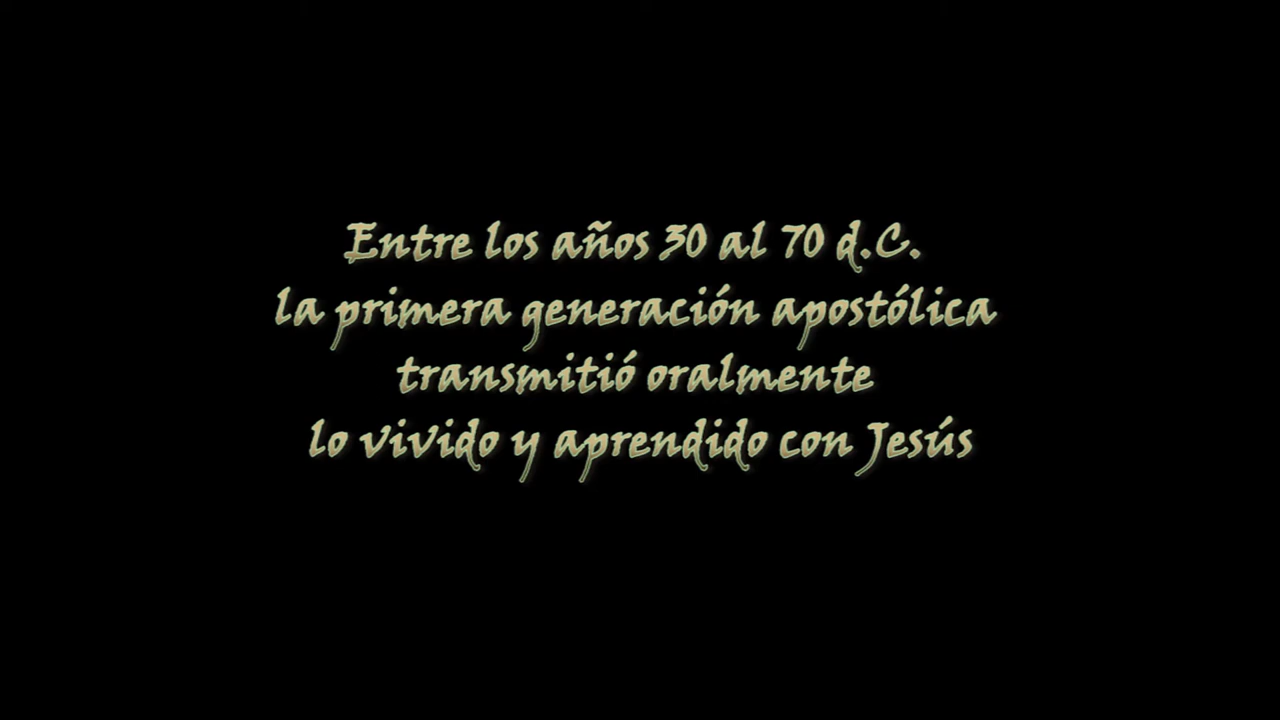 Entre los años 30 al 70 d.C.
la primera generación apostólica
transmitió oralmente
lo vivido y aprendido con Jesús